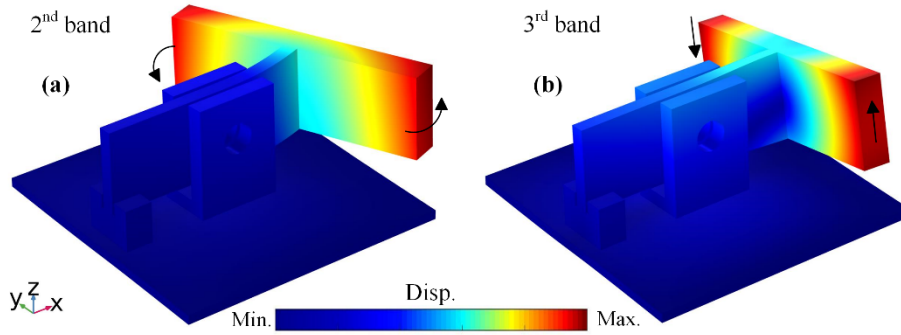 2nd band
3rd band
(a)
(b)
z
y x
Disp.
Min. Max.